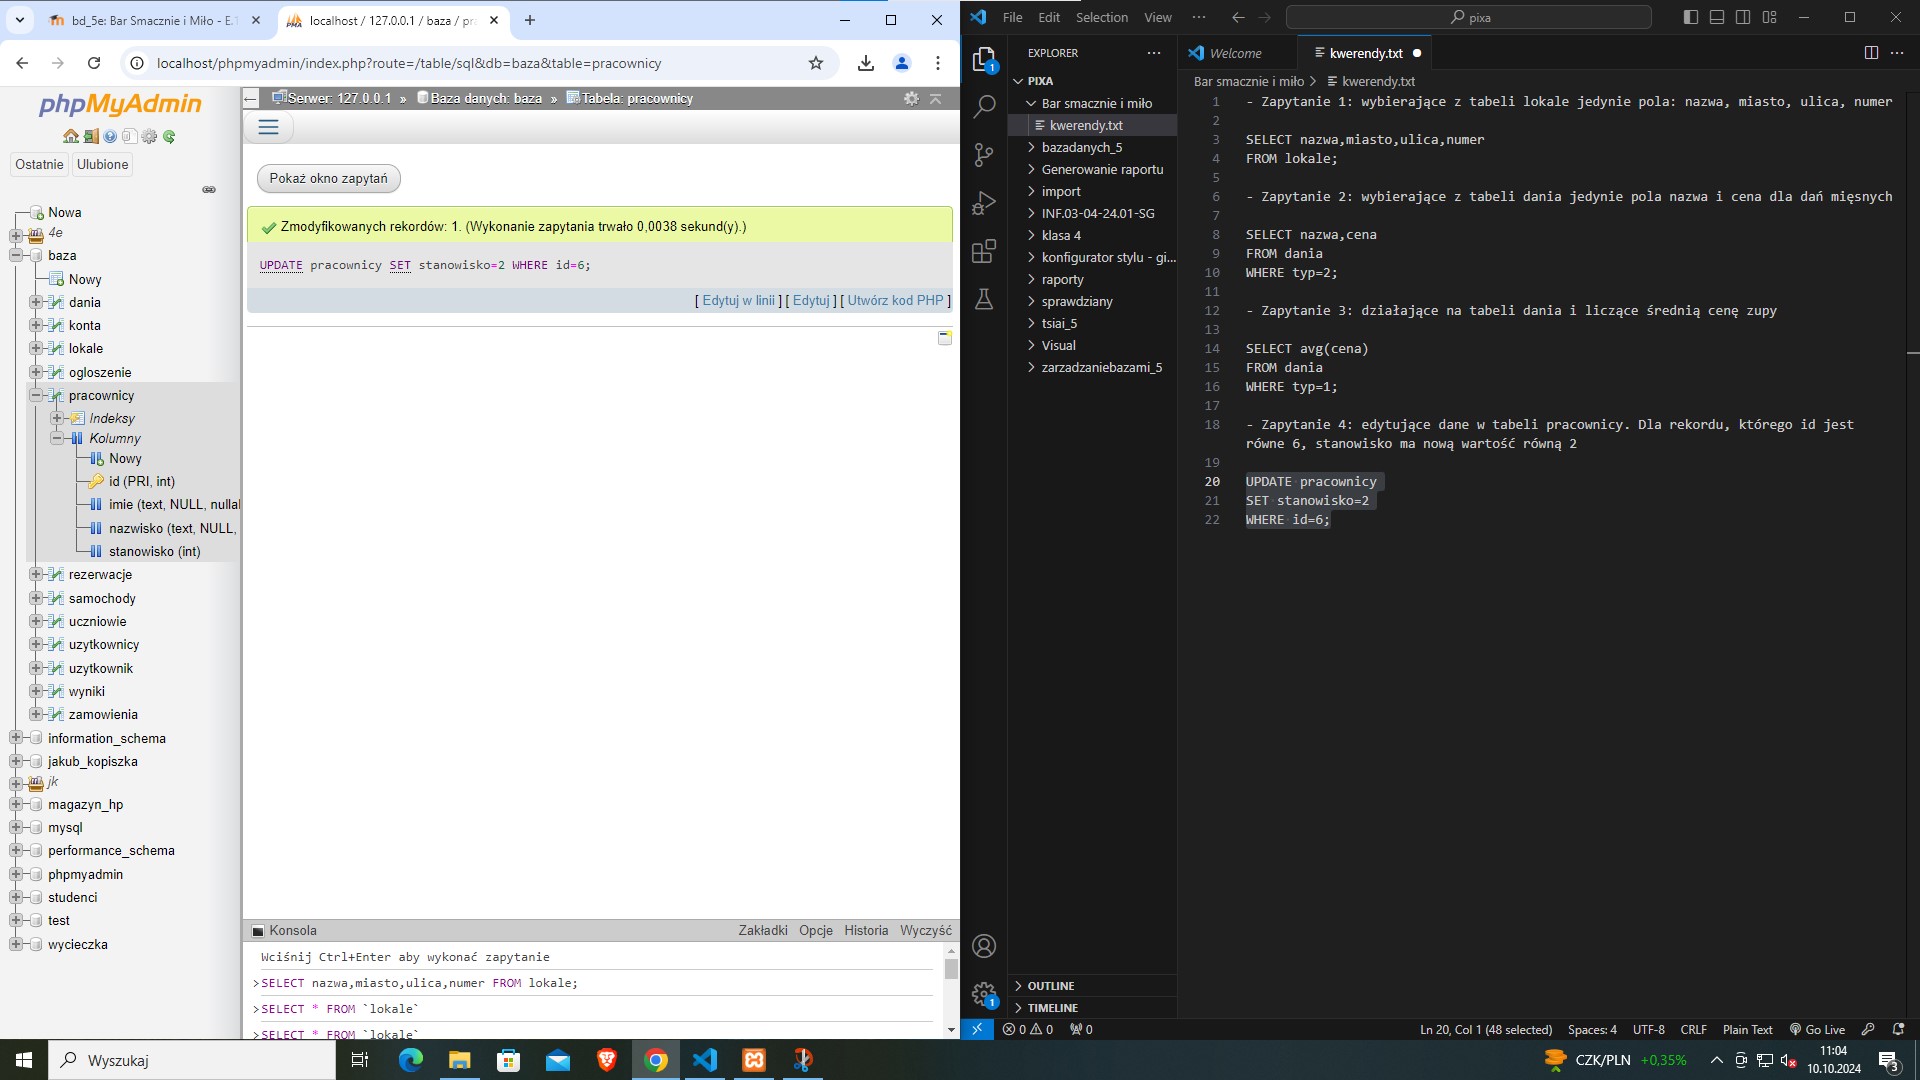 bd_5e: Bar Smacznie i Miło - E.1
localhost / 127.0.0.1 / baza / pra
localhost/phpmyadmin/index.php?route=/table/sql&db=baza&table=pracownicy
phpMyAdmin
Ostatnie
Ulubione
Nowa
4e
baza
Nowy
dania
konta
lokale
ogloszenie
pracownicy
Indeksy
Kolumny
Nowy
id (PRI, int)
imie (text, NULL, nullal
nazwisko (text, NULL,
stanowisko (int)
rezerwacje
samochody
uczniowie
uzytkownicy
uzytkownik
wyniki
zamowienia
information_schema
jakub_kopiszka
jk
magazyn_hp
mysql
performance_schema
phpmyadmin
studenci
test
wycieczka
Serwer: 127.0.0.1 » Baza danych: baza » Tabela: pracownicy
Pokaż okno zapytań
Zmodyfikowanych rekordów: 1. (Wykonanie zapytania trwało 0,0038 sekund(y).)
UPDATE pracownicy SET stanowisko=2 WHERE id=6;
[ Edytuj w linii ] [ Edytuj ] [ Utwórz kod PHP ]
Konsola
Zakładki Opcje Historia Wyczyść
Wciśnij Ctrl+Enter aby wykonać zapytanie
>SELECT nazwa,miasto,ulica,numer FROM lokale;
>SELECT * FROM `lokale`
>SELECT * FROM `lokale`
File Edit Selection View ···
pixa
EXPLORER
PIXA
Bar smacznie i miło
kwerendy.txt
bazadanych_5
Generowanie raportu
import
INF.03-04-24.01-SG
klasa 4
konfigurator stylu - gi...
raporty
sprawdziany
tsiai_5
Visual
zarzadzaniebazami_5
OUTLINE
TIMELINE
1
1
Welcome
kwerendy.txt
Bar smacznie i miło > kwerendy.txt
1 - Zapytanie 1: wybierające z tabeli lokale jedynie pola: nazwa, miasto, ulica, numer
2
3 SELECT nazwa,miasto,ulica,numer
4 FROM lokale;
5
6 - Zapytanie 2: wybierające z tabeli dania jedynie pola nazwa i cena dla dań mięsnych
7
8 SELECT nazwa,cena
9 FROM dania
10 WHERE typ=2;
11
12 - Zapytanie 3: działające na tabeli dania i liczące średnią cenę zupy
13
14 SELECT avg(cena)
15 FROM dania
16 WHERE typ=1;
17
18 - Zapytanie 4: edytujące dane w tabeli pracownicy. Dla rekordu, którego id jest
równe 6, stanowisko ma nową wartość równą 2
19
20 UPDATE pracownicy
21 SET stanowisko=2
22 WHERE id=6;
0 0 0
Ln 20, Col 1 (48 selected) Spaces: 4 UTF-8 CRLF Plain Text Go Live
Wyszukaj
CZK/PLN +0,35%
11:04
10.10.2024
3